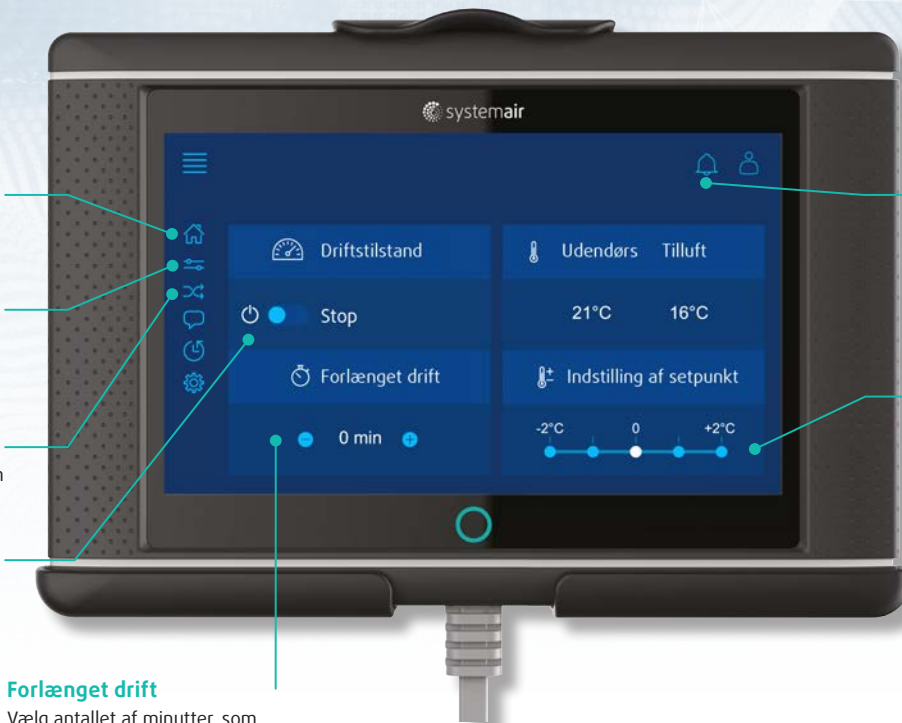 systemair
Driftstilstand
Udendørs Tilluft
Stop
21°C 16°C
Forlænget drift
Indstilling af setpunkt
0 min
-2°C 0 +2°C
Forlænget drift
Vælg antallet af minutter, som